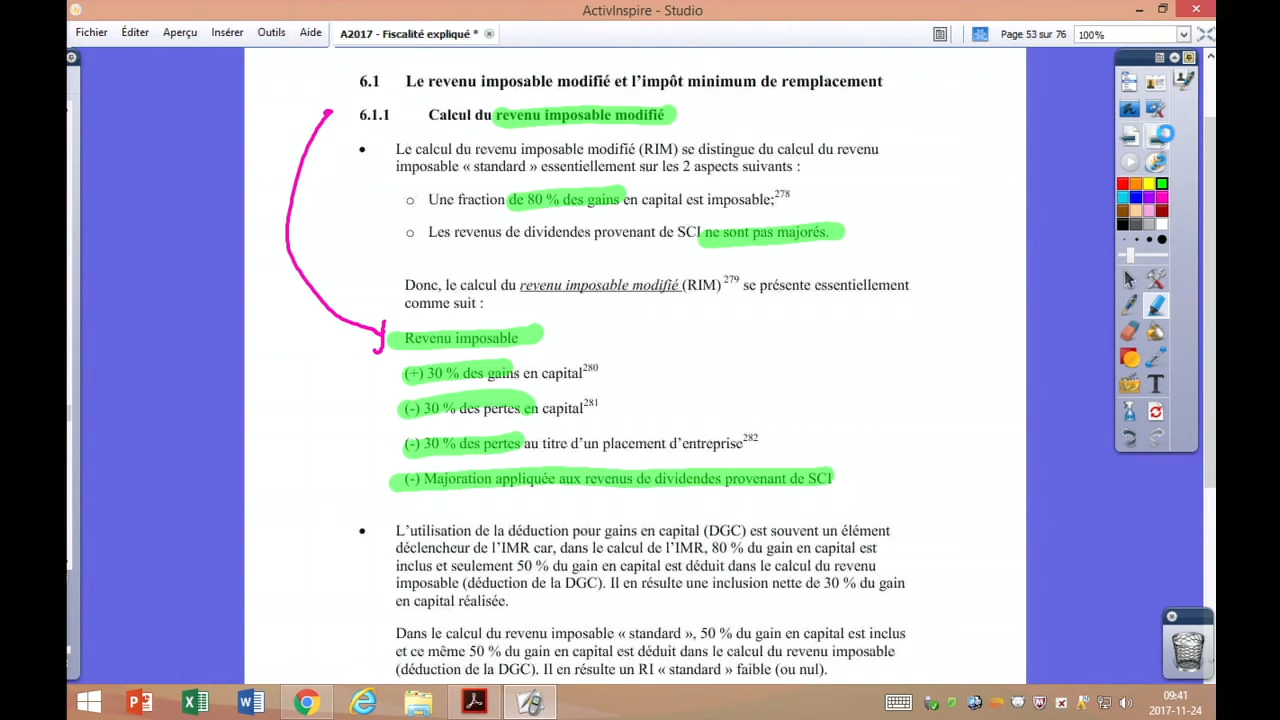 ActivInspire - Studio
Fichier Éditer Aperçu Insérer Outils Aide A2017 - Fiscalité expliqué * Page 53 sur 76 100%
6.1 Le revenu imposable modifié et l’impôt minimum de remplacement
6.1.1 Calcul du revenu imposable modifié
• Le calcul du revenu imposable modifié (RIM) se distingue du calcul du revenu
imposable « standard » essentiellement sur les 2 aspects suivants :
o Une fraction de 80 % des gains en capital est imposable;278
o Les revenus de dividendes provenant de SCI ne sont pas majorés.
Donc, le calcul du revenu imposable modifié (RIM)279 se présente essentiellement
comme suit :
Revenu imposable
(+) 30 % des gains en capital280
(-) 30 % des pertes en capital281
(-) 30 % des pertes au titre d’un placement d’entreprise282
(-) Majoration appliquée aux revenus de dividendes provenant de SCI
• L’utilisation de la déduction pour gains en capital (DGC) est souvent un élément
déclencheur de l’IMR car, dans le calcul de l’IMR, 80 % du gain en capital est
inclus et seulement 50 % du gain en capital est déduit dans le calcul du revenu
imposable (déduction de la DGC). Il en résulte une inclusion nette de 30 % du gain
en capital réalisée.
Dans le calcul du revenu imposable « standard », 50 % du gain en capital est inclus
et ce même 50 % du gain en capital est déduit dans le calcul du revenu imposable
(déduction de la DGC). Il en résulte un RI « standard » faible (ou nul).
09:41
2017-11-24